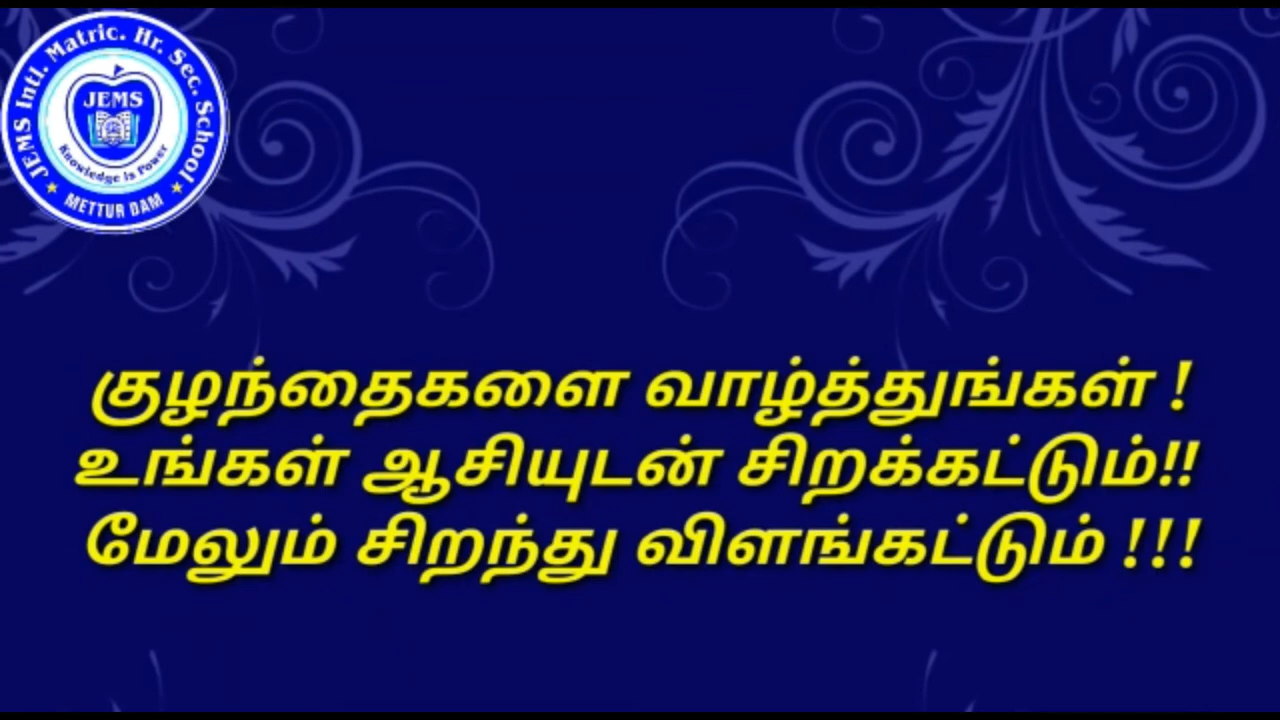 JEMS Intl. Matric. Hr. Sec. School
JEMS
Knowledge is Power
METTUR DAM
குழந்தைகளை வாழ்த்துங்கள் !
உங்கள் ஆசியுடன் சிறக்கட்டும்!!
மேலும் சிறந்து விளங்கட்டும் !!!